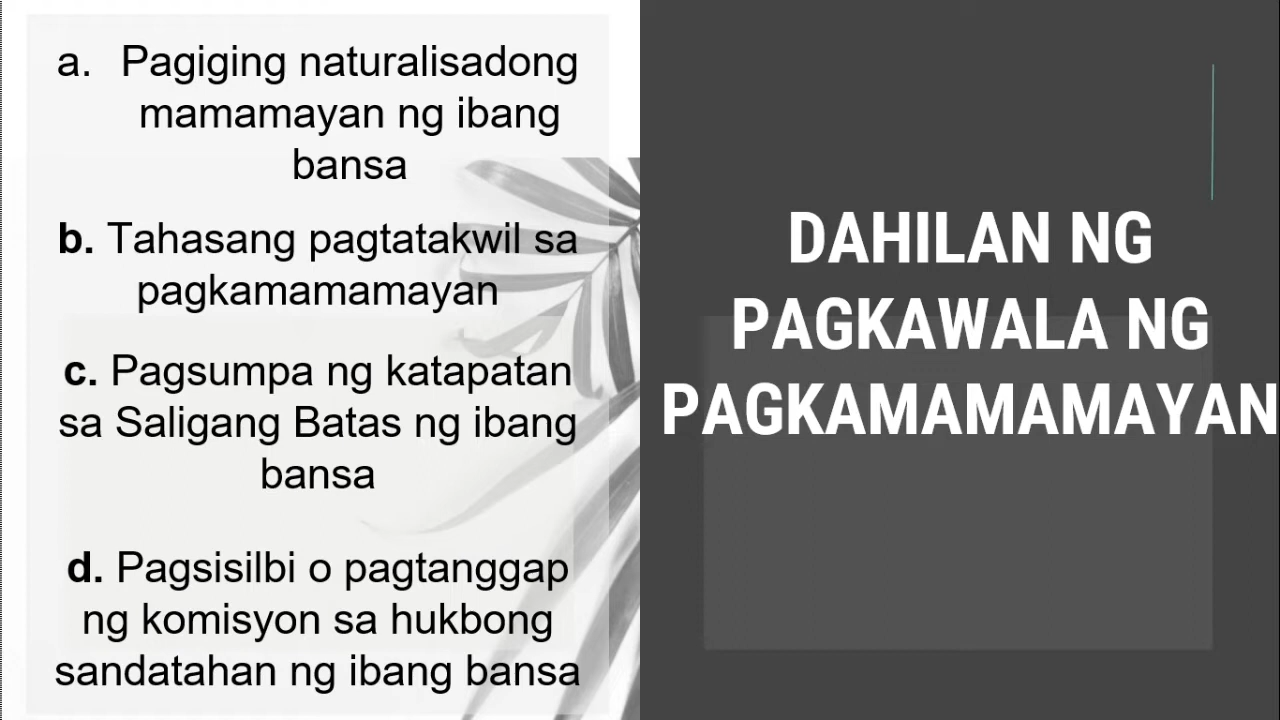 a. Pagiging naturalisadong
mamamayan ng ibang
bansa
b. Tahasang pagtatakwil sa
pagkamamamayan
c. Pagsumpa ng katapatan
sa Saligang Batas ng ibang
bansa
d. Pagsisilbi o pagtanggap
ng komisyon sa hukbong
sandatahan ng ibang bansa
DAHILAN NG
PAGKAWALA NG
PAGKAMAMAMAYAN